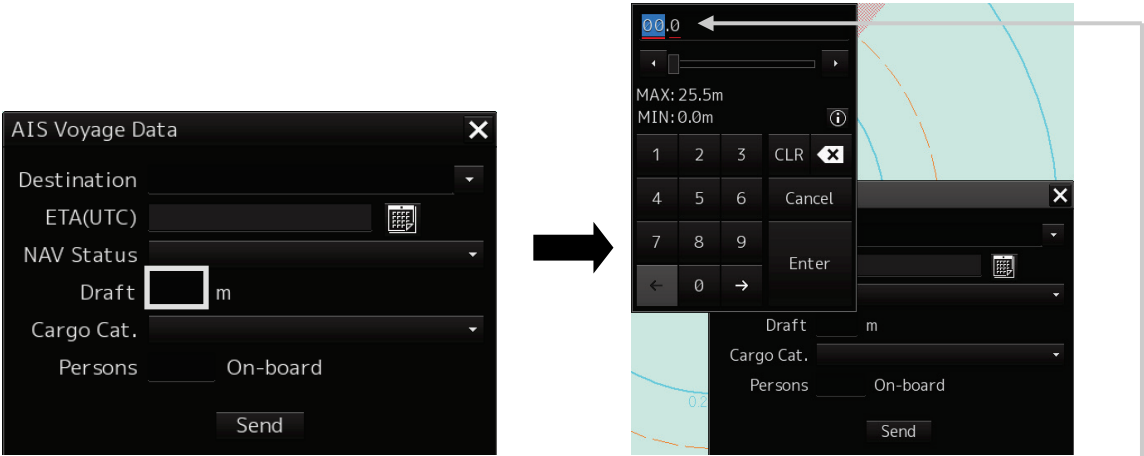 AIS Voyage Data
Destination
ETA(UTC)
NAV Status
Draft m
Cargo Cat.
Persons On-board
Send
00.0
MAX: 25.5m
MIN: 0.0m
1 2 3 CLR
4 5 6 Cancel
7 8 9
Enter
← 0 →
Draft m
Cargo Cat.
Persons On-board
Send
0.2